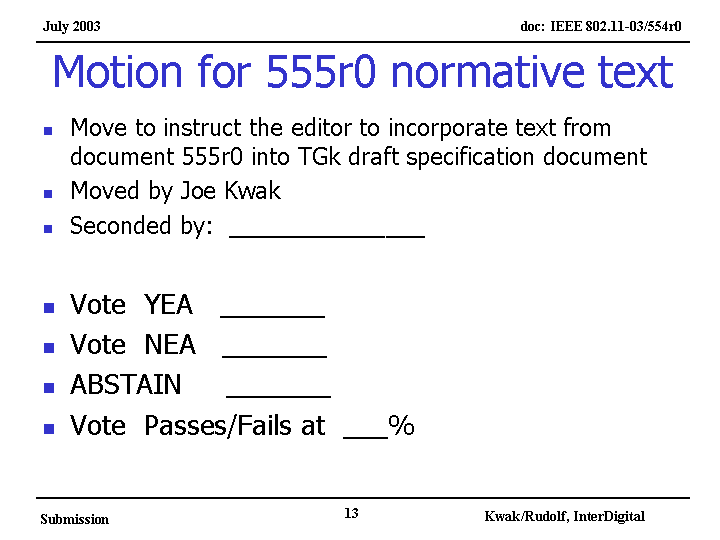 July 2003 doc: IEEE 802.11-03/554r0
Motion for 555r0 normative text
Move to instruct the editor to incorporate text from
document 555r0 into TGk draft specification document
Moved by Joe Kwak
Seconded by: _______________
Vote YEA _______
Vote NEA _______
ABSTAIN _______
Vote Passes/Fails at ___%
Submission 13 Kwak/Rudolf, InterDigital